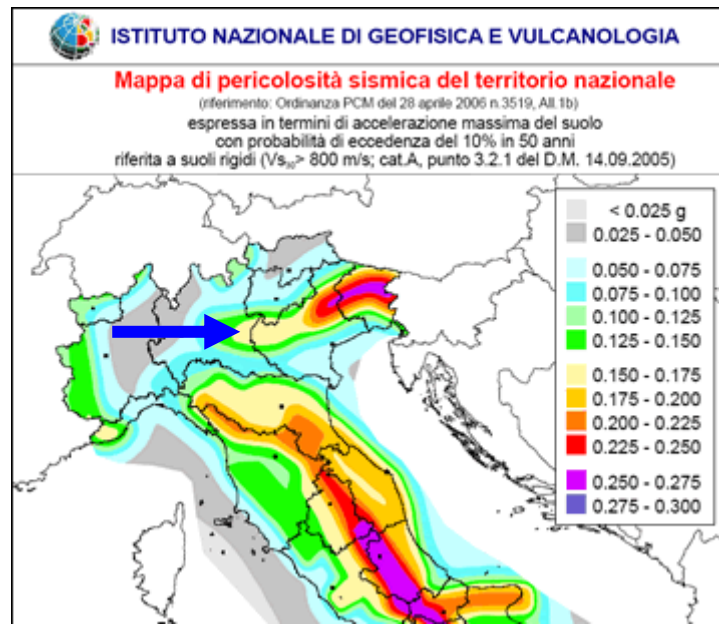 ISTITUTO NAZIONALE DI GEOFISICA E VULCANOLOGIA
Mappa di pericolosità sismica del territorio nazionale
(riferimento: Ordinanza PCM del 28 aprile 2006 n.3519, All.1b)
espressa in termini di accelerazione massima del suolo
con probabilità di eccedenza del 10% in 50 anni
riferita a suoli rigidi (Vs₃₀> 800 m/s; cat.A, punto 3.2.1 del D.M. 14.09.2005)
< 0.025 g
0.025 - 0.050
0.050 - 0.075
0.075 - 0.100
0.100 - 0.125
0.125 - 0.150
0.150 - 0.175
0.175 - 0.200
0.200 - 0.225
0.225 - 0.250
0.250 - 0.275
0.275 - 0.300